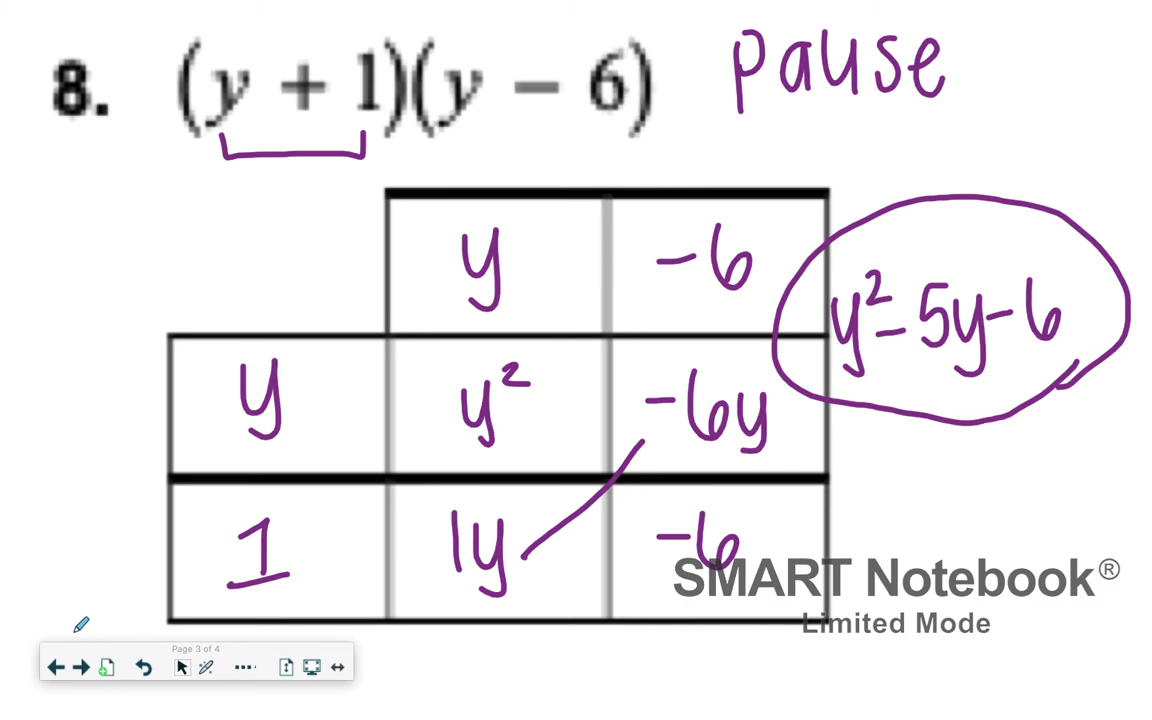 8. (y + 1)(y − 6) pause
y -6
y² - 5y - 6
y y² -6y
1 1y -6
SMART Notebook®
Limited Mode
Page 3 of 4